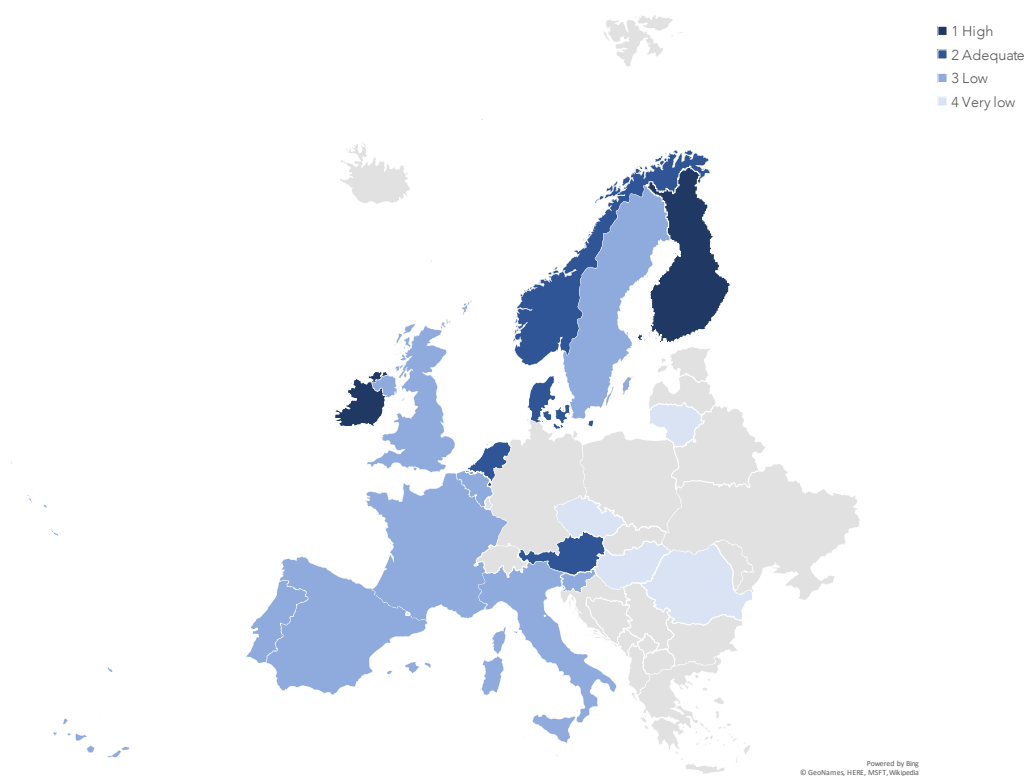 1 High
2 Adequate
3 Low
4 Very low
Powered by Bing
© GeoNames, HERE, MSFT, Wikipedia